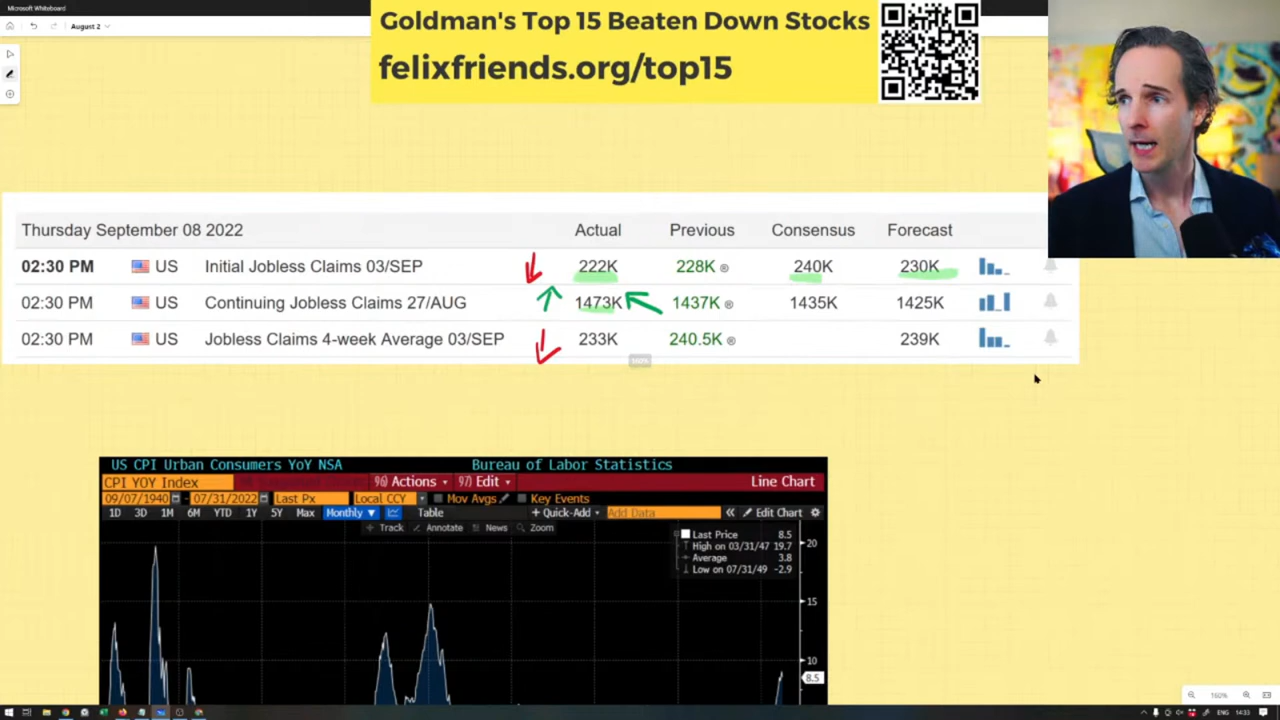 Microsoft Whiteboard
August 2
Goldman's Top 15 Beaten Down Stocks
felixfriends.org/top15
Thursday September 08 2022 Actual Previous Consensus Forecast
02:30 PM US Initial Jobless Claims 03/SEP 222K 228K ® 240K 230K
02:30 PM US Continuing Jobless Claims 27/AUG 1473K 1437K ® 1435K 1425K
02:30 PM US Jobless Claims 4-week Average 03/SEP 233K 240.5K ® 239K
160%
US CPI Urban Consumers YoY NSA Bureau of Labor Statistics
CPI YOY Index 96) Actions 97) Edit Line Chart
09/07/1940 - 07/31/2022 Last Px Local CCY Mov Avgs Key Events
1D 3D 1M 6M YTD 1Y 5Y Max Monthly ▼ Table + Quick-Add Add Data « Edit Chart
Track Annotate News Zoom
Last Price 8.5
High on 03/31/47 19.7
Average 3.8
Low on 07/31/49 -2.9
20
15
10
8.5
160%
ENG 14:33